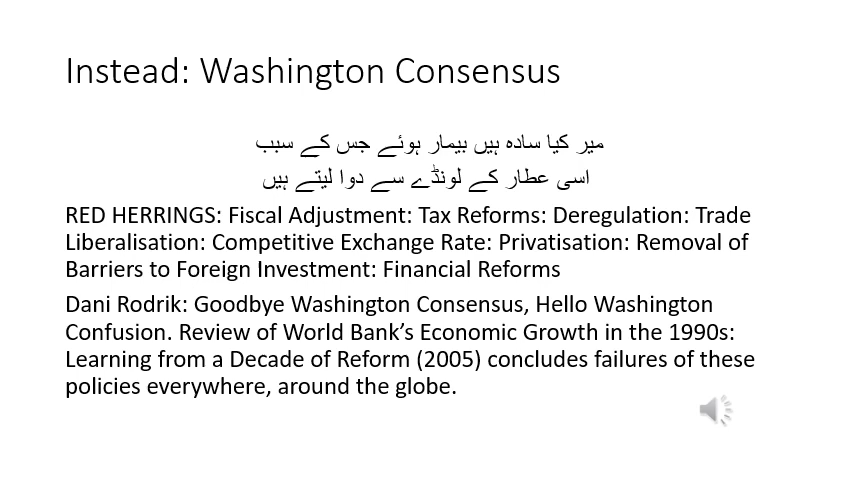 Instead: Washington Consensus
میر کیا سادہ ہیں بیمار ہوئے جس کے سبب
اسی عطار کے لونڈے سے دوا لیتے ہیں
RED HERRINGS: Fiscal Adjustment: Tax Reforms: Deregulation: Trade
Liberalisation: Competitive Exchange Rate: Privatisation: Removal of
Barriers to Foreign Investment: Financial Reforms
Dani Rodrik: Goodbye Washington Consensus, Hello Washington
Confusion. Review of World Bank’s Economic Growth in the 1990s:
Learning from a Decade of Reform (2005) concludes failures of these
policies everywhere, around the globe.